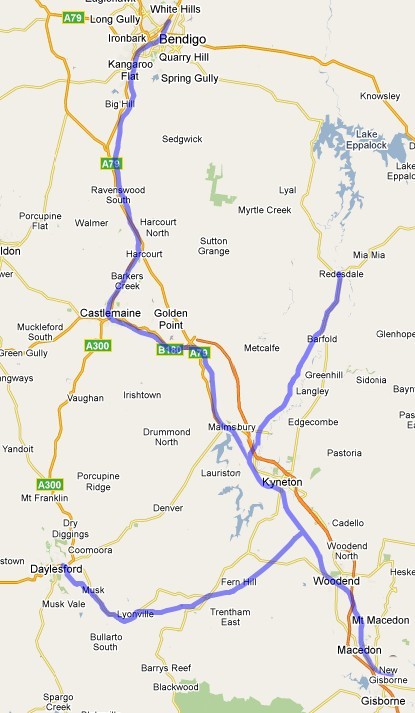 Eaglehawk
White Hills
A79
Long Gully
Ironbark
Bendigo
Kangaroo
Flat
Quarry Hill
Spring Gully
Knowsley
Big Hill
Lake
Eppalock
Sedgwick
Lake
Eppaloc
A79
Lyal
Ravenswood
South
Myrtle Creek
Porcupine
Flat
Walmer
Harcourt
North
Sutton
Grange
Mia Mia
ldon
Harcourt
Redesdale
wer
Barkers
Creek
Castlemaine
Golden
Point
Muckleford
South
Barfold
Glenhope
A300
B180
A79
Metcalfe
Green Gully
Greenhill
Sidonia
ngways
Langley
Bayn
Vaughan
Irishtown
Edgecombe
Past
Ea
Malmsbury
Drummond
North
Yandoit
Lauriston
Pastoria
A300
Porcupine
Ridge
Kyneton
Mt Franklin
Denver
Cadello
Dry
Diggings
Coomoora
Woodend
North
stown
Daylesford
Heske
Musk
Fern Hill
Woodend
Musk Vale
Lyonville
Trentham
East
Mt Macedon
Bullarto
South
Macedon
Barrys Reef
New
Gisborne
Blackwood
Spargo
Creek
Gisborne